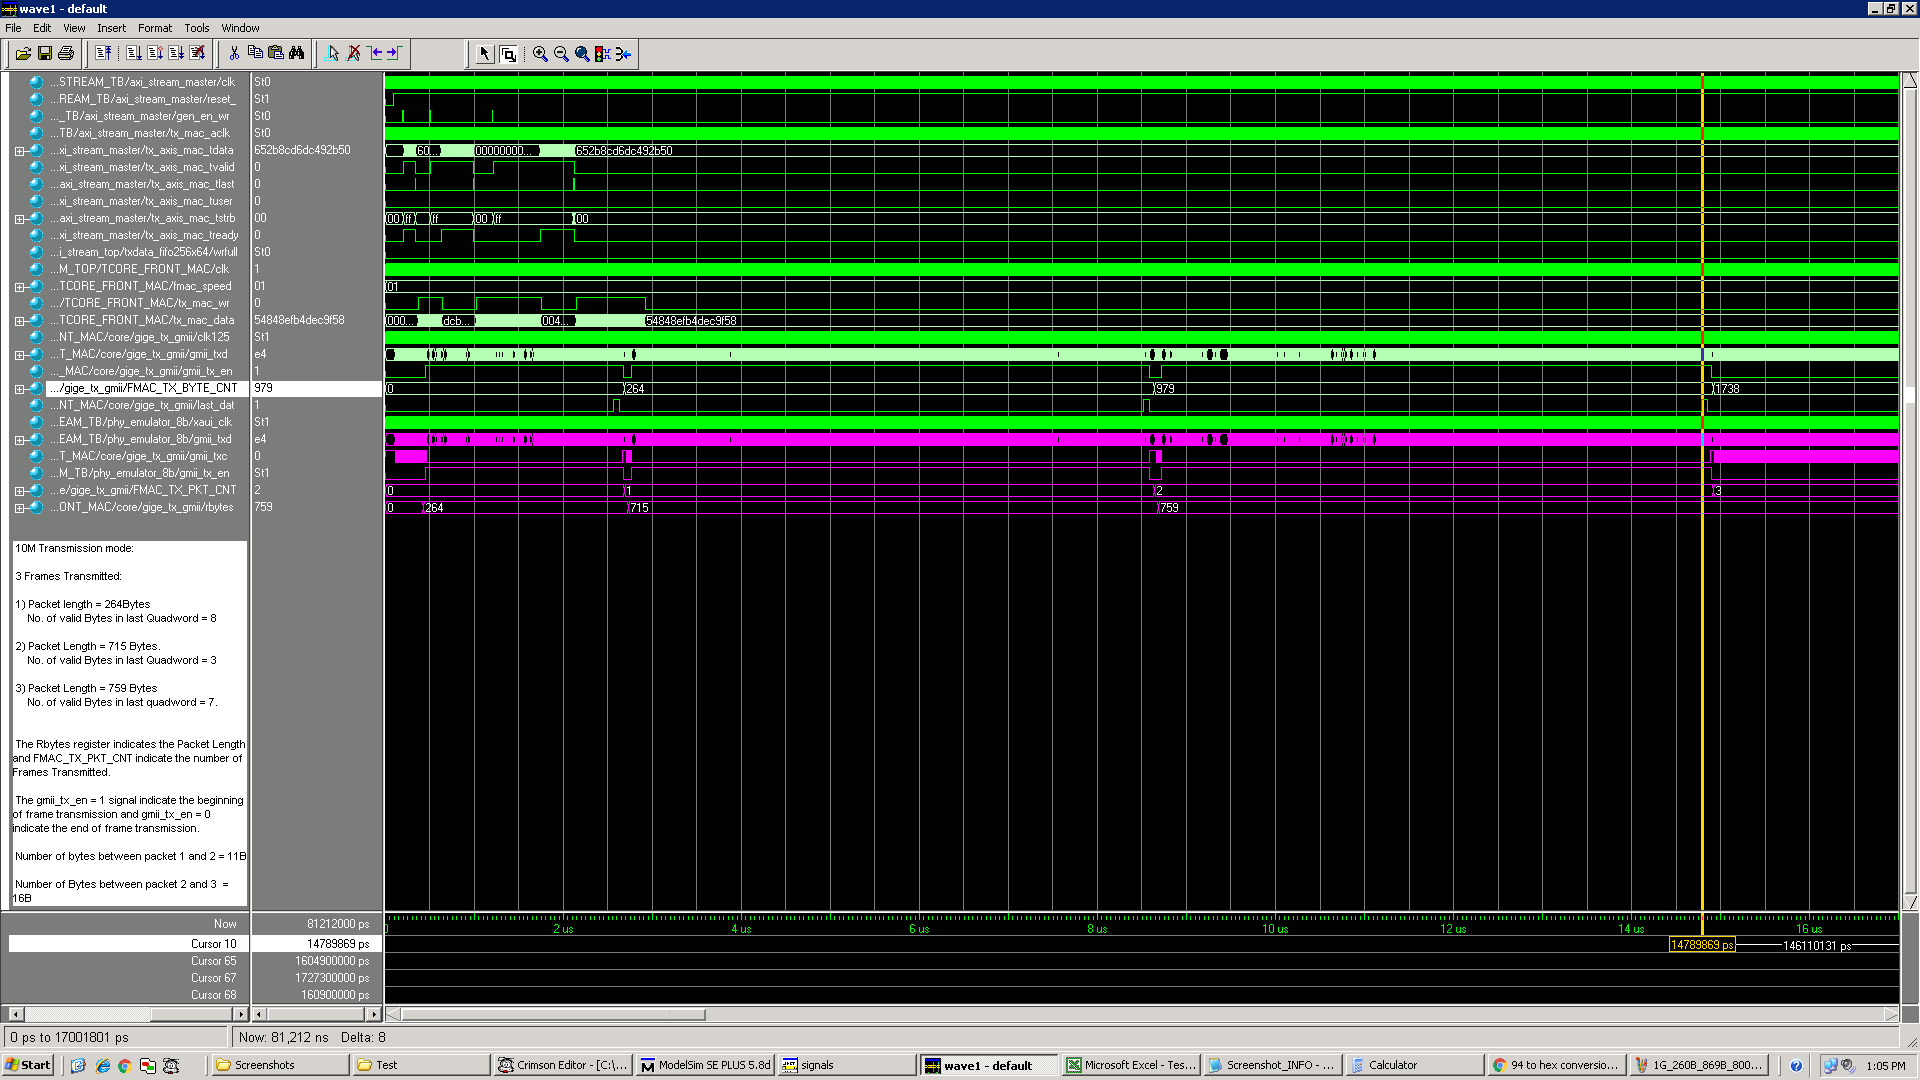 wave1 - default
File Edit View Insert Format Tools Window
...STREAM_TB/axi_stream_master/clk St0
...REAM_TB/axi_stream_master/reset_ St1
..._TB/axi_stream_master/gen_en_wr St0
...TB/axi_stream_master/tx_mac_aclk St0
...xi_stream_master/tx_axis_mac_tdata 652b8cd6dc492b50 60... 00000000... 652b8cd6dc492b50
...xi_stream_master/tx_axis_mac_tvalid 0
...axi_stream_master/tx_axis_mac_tlast 0
...xi_stream_master/tx_axis_mac_tuser 0
...axi_stream_master/tx_axis_mac_tstrb 00 00 ff ff 00 ff 00
...xi_stream_master/tx_axis_mac_tready 0
...i_stream_top/txdata_fifo256x64/wrfull St0
...M_TOP/TCORE_FRONT_MAC/clk 1
...TCORE_FRONT_MAC/fmac_speed 01 01
.../TCORE_FRONT_MAC/tx_mac_wr 0
...TCORE_FRONT_MAC/tx_mac_data 54848efb4dec9f58 000... dcb... 004... 54848efb4dec9f58
...NT_MAC/core/gige_tx_gmii/clk125 St1
...T_MAC/core/gige_tx_gmii/gmii_txd e4
..._MAC/core/gige_tx_gmii/gmii_tx_en 1
.../gige_tx_gmii/FMAC_TX_BYTE_CNT 979 0 264 979 1738
...NT_MAC/core/gige_tx_gmii/last_dat 1
...EAM_TB/phy_emulator_8b/xaui_clk St1
...EAM_TB/phy_emulator_8b/gmii_txd e4
...T_MAC/core/gige_tx_gmii/gmii_txc 0
...M_TB/phy_emulator_8b/gmii_tx_en St1
...e/gige_tx_gmii/FMAC_TX_PKT_CNT 2 0 1 2 3
...ONT_MAC/core/gige_tx_gmii/rbytes 759 0 264 715 759
10M Transmission mode:
3 Frames Transmitted:
1) Packet length = 264Bytes
No. of valid Bytes in last Quadword = 8
2) Packet Length = 715 Bytes.
No. of valid Bytes in last Quadword = 3
3) Packet Length = 759 Bytes
No. of valid Bytes in last quadword = 7.
The Rbytes register indicates the Packet Length
and FMAC_TX_PKT_CNT indicate the number of
Frames Transmitted.
The gmii_tx_en = 1 signal indicate the beginning
of frame transmission and gmii_tx_en = 0
indicate the end of frame transmission.
Number of bytes between packet 1 and 2 = 11B
Number of Bytes between packet 2 and 3 =
16B
Now 81212000 ps 0 2 us 4 us 6 us 8 us 10 us 12 us 14 us 16 us
Cursor 10 14789869 ps 14789869 ps 146110131 ps
Cursor 65 1604900000 ps
Cursor 67 1727300000 ps
Cursor 68 160900000 ps
0 ps to 17001801 ps Now: 81,212 ns Delta: 8
Start Screenshots Test Crimson Editor - [C:\... ModelSim SE PLUS 5.8d signals wave1 - default Microsoft Excel - Tes... Screenshot_INFO - ... Calculator 94 to hex conversio... 1G_260B_869B_800... 1:05 PM